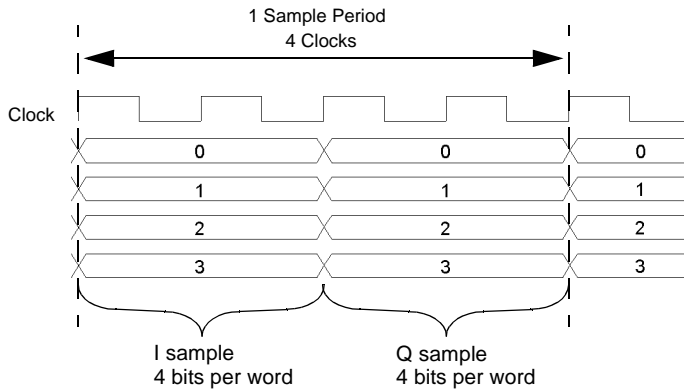 1 Sample Period
4 Clocks
Clock
0 0 0
1 1 1
2 2 2
3 3 3
I sample Q sample
4 bits per word 4 bits per word